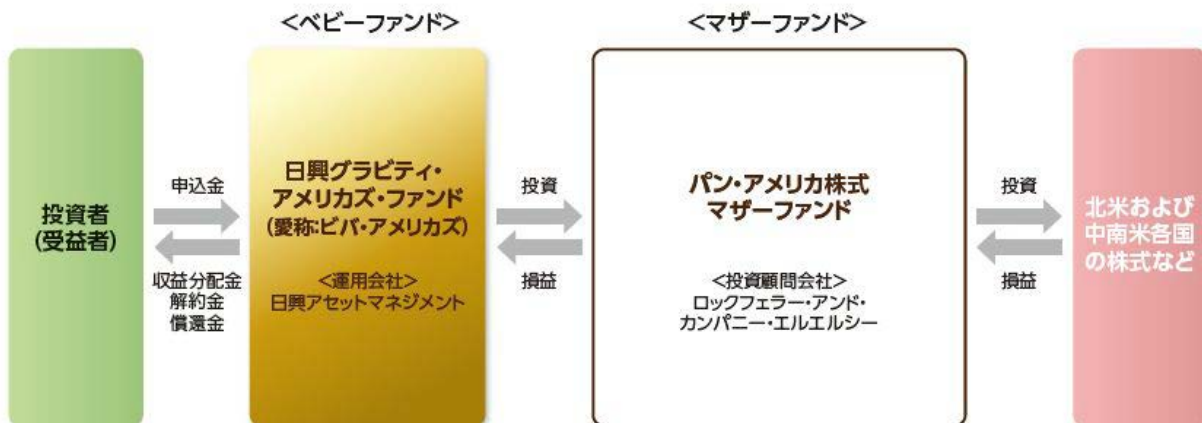 <ベビーファンド>
<マザーファンド>
投資者
(受益者)
申込金
収益分配金
解約金
償還金
日興グラビティ・
アメリカズ・ファンド
(愛称:ビバ・アメリカズ)
<運用会社>
日興アセットマネジメント
投資
損益
パン・アメリカ株式
マザーファンド
<投資顧問会社>
ロックフェラー・アンド・
カンパニー・エルエルシー
投資
損益
北米および
中南米各国
の株式など